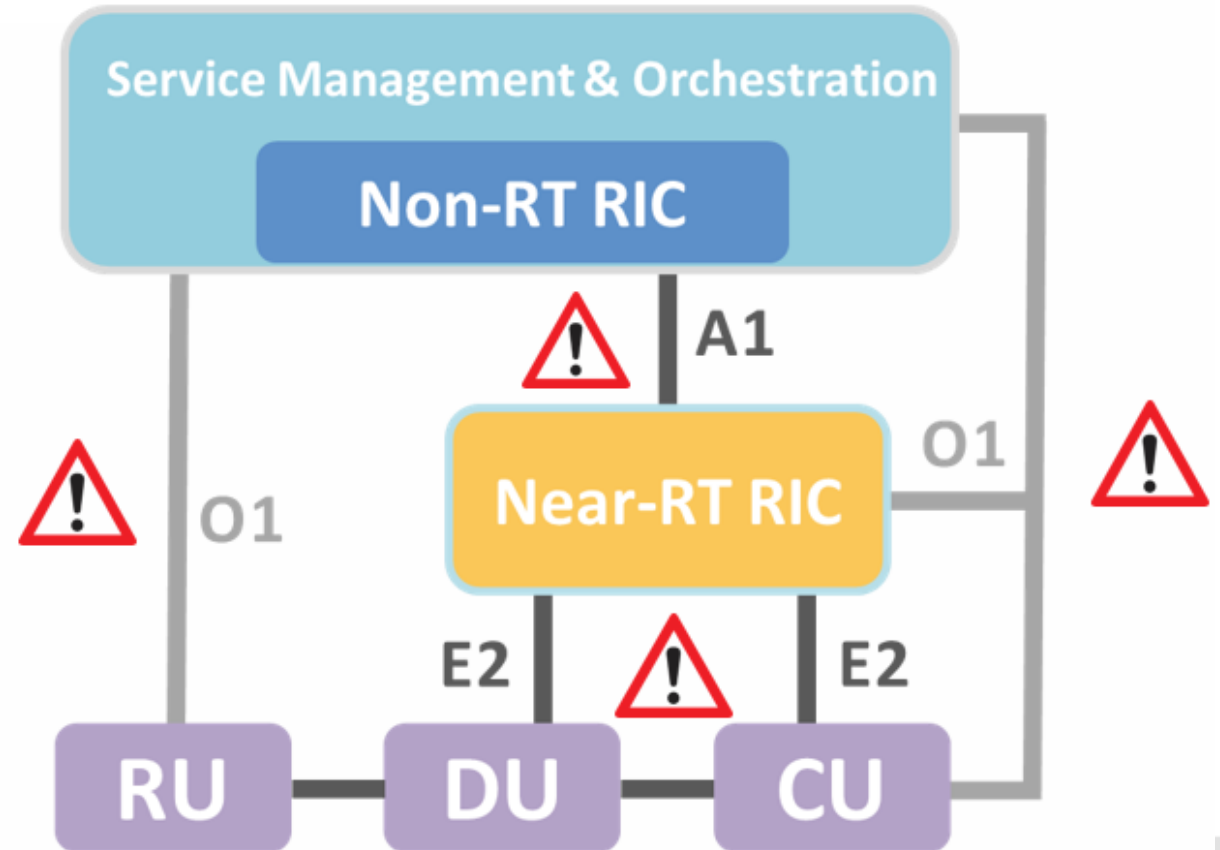 Service Management & Orchestration
Non-RT RIC
A1
O1
Near-RT RIC
O1
E2
E2
RU
DU
CU